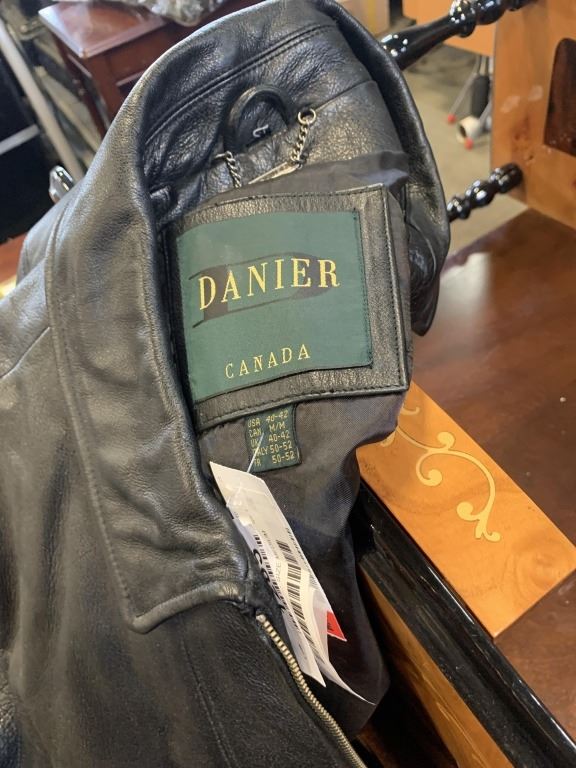 DANIER
CANADA
USA 40-42
CAN M/M
UK 40-42
ITALY 50-52
FR 50-52